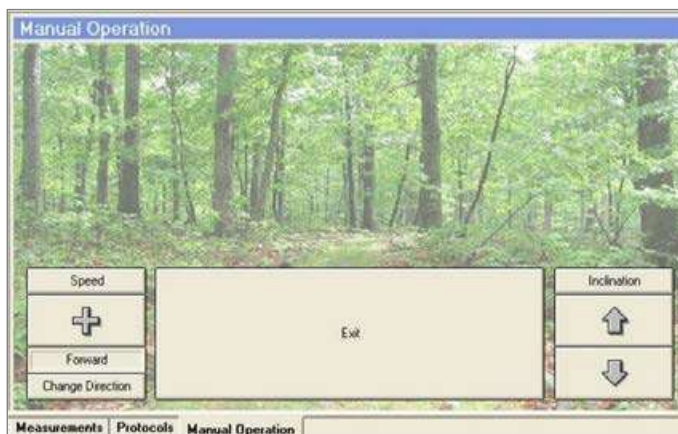 Manual Operation
Speed
Inclination
Exit
Forward
Change Direction
Measurements
Protocols
Manual Operation